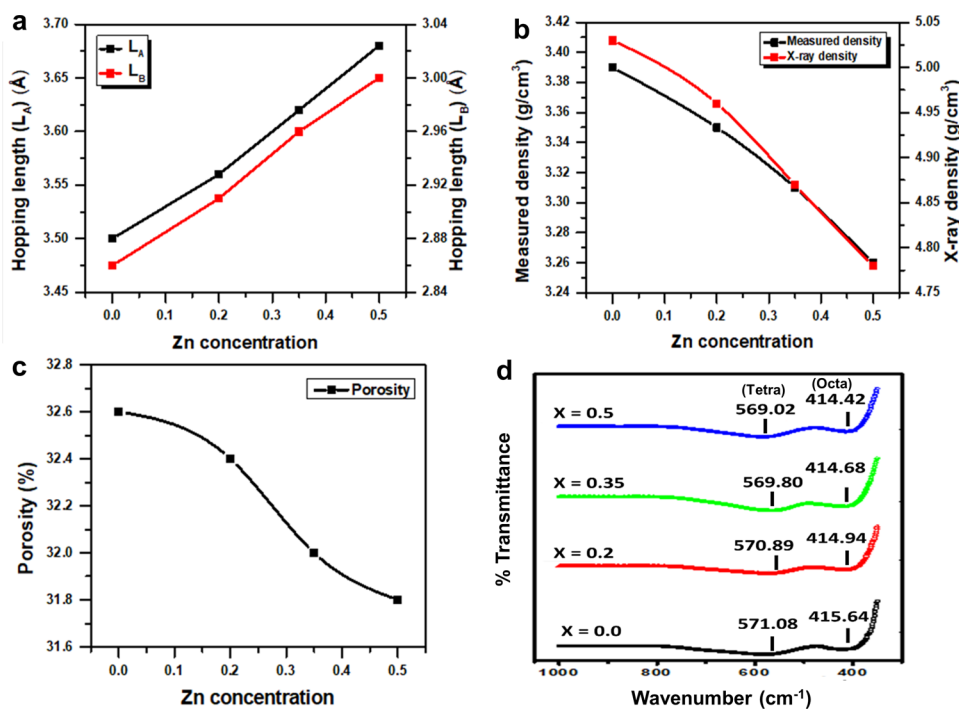 a
3.70
3.65
3.60
3.55
3.50
3.45
Hopping length (L_A) (Å)
L_A
L_B
3.04
3.00
2.96
2.92
2.88
2.84
Hopping length (L_B) (Å)
0.0 0.1 0.2 0.3 0.4 0.5
Zn concentration
b
3.42
3.40
3.38
3.36
3.34
3.32
3.30
3.28
3.26
3.24
Measured density (g/cm³)
Measured density
X-ray density
5.05
5.00
4.95
4.90
4.85
4.80
4.75
X-ray density (g/cm³)
0.0 0.1 0.2 0.3 0.4 0.5
Zn concentration
c
32.8
32.6
32.4
32.2
32.0
31.8
31.6
Porosity (%)
Porosity
0.0 0.1 0.2 0.3 0.4 0.5
Zn concentration
d
% Transmittance
(Tetra) (Octa)
X = 0.5 569.02 414.42
X = 0.35 569.80 414.68
X = 0.2 570.89 414.94
X = 0.0 571.08 415.64
1000 800 600 400
Wavenumber (cm⁻¹)